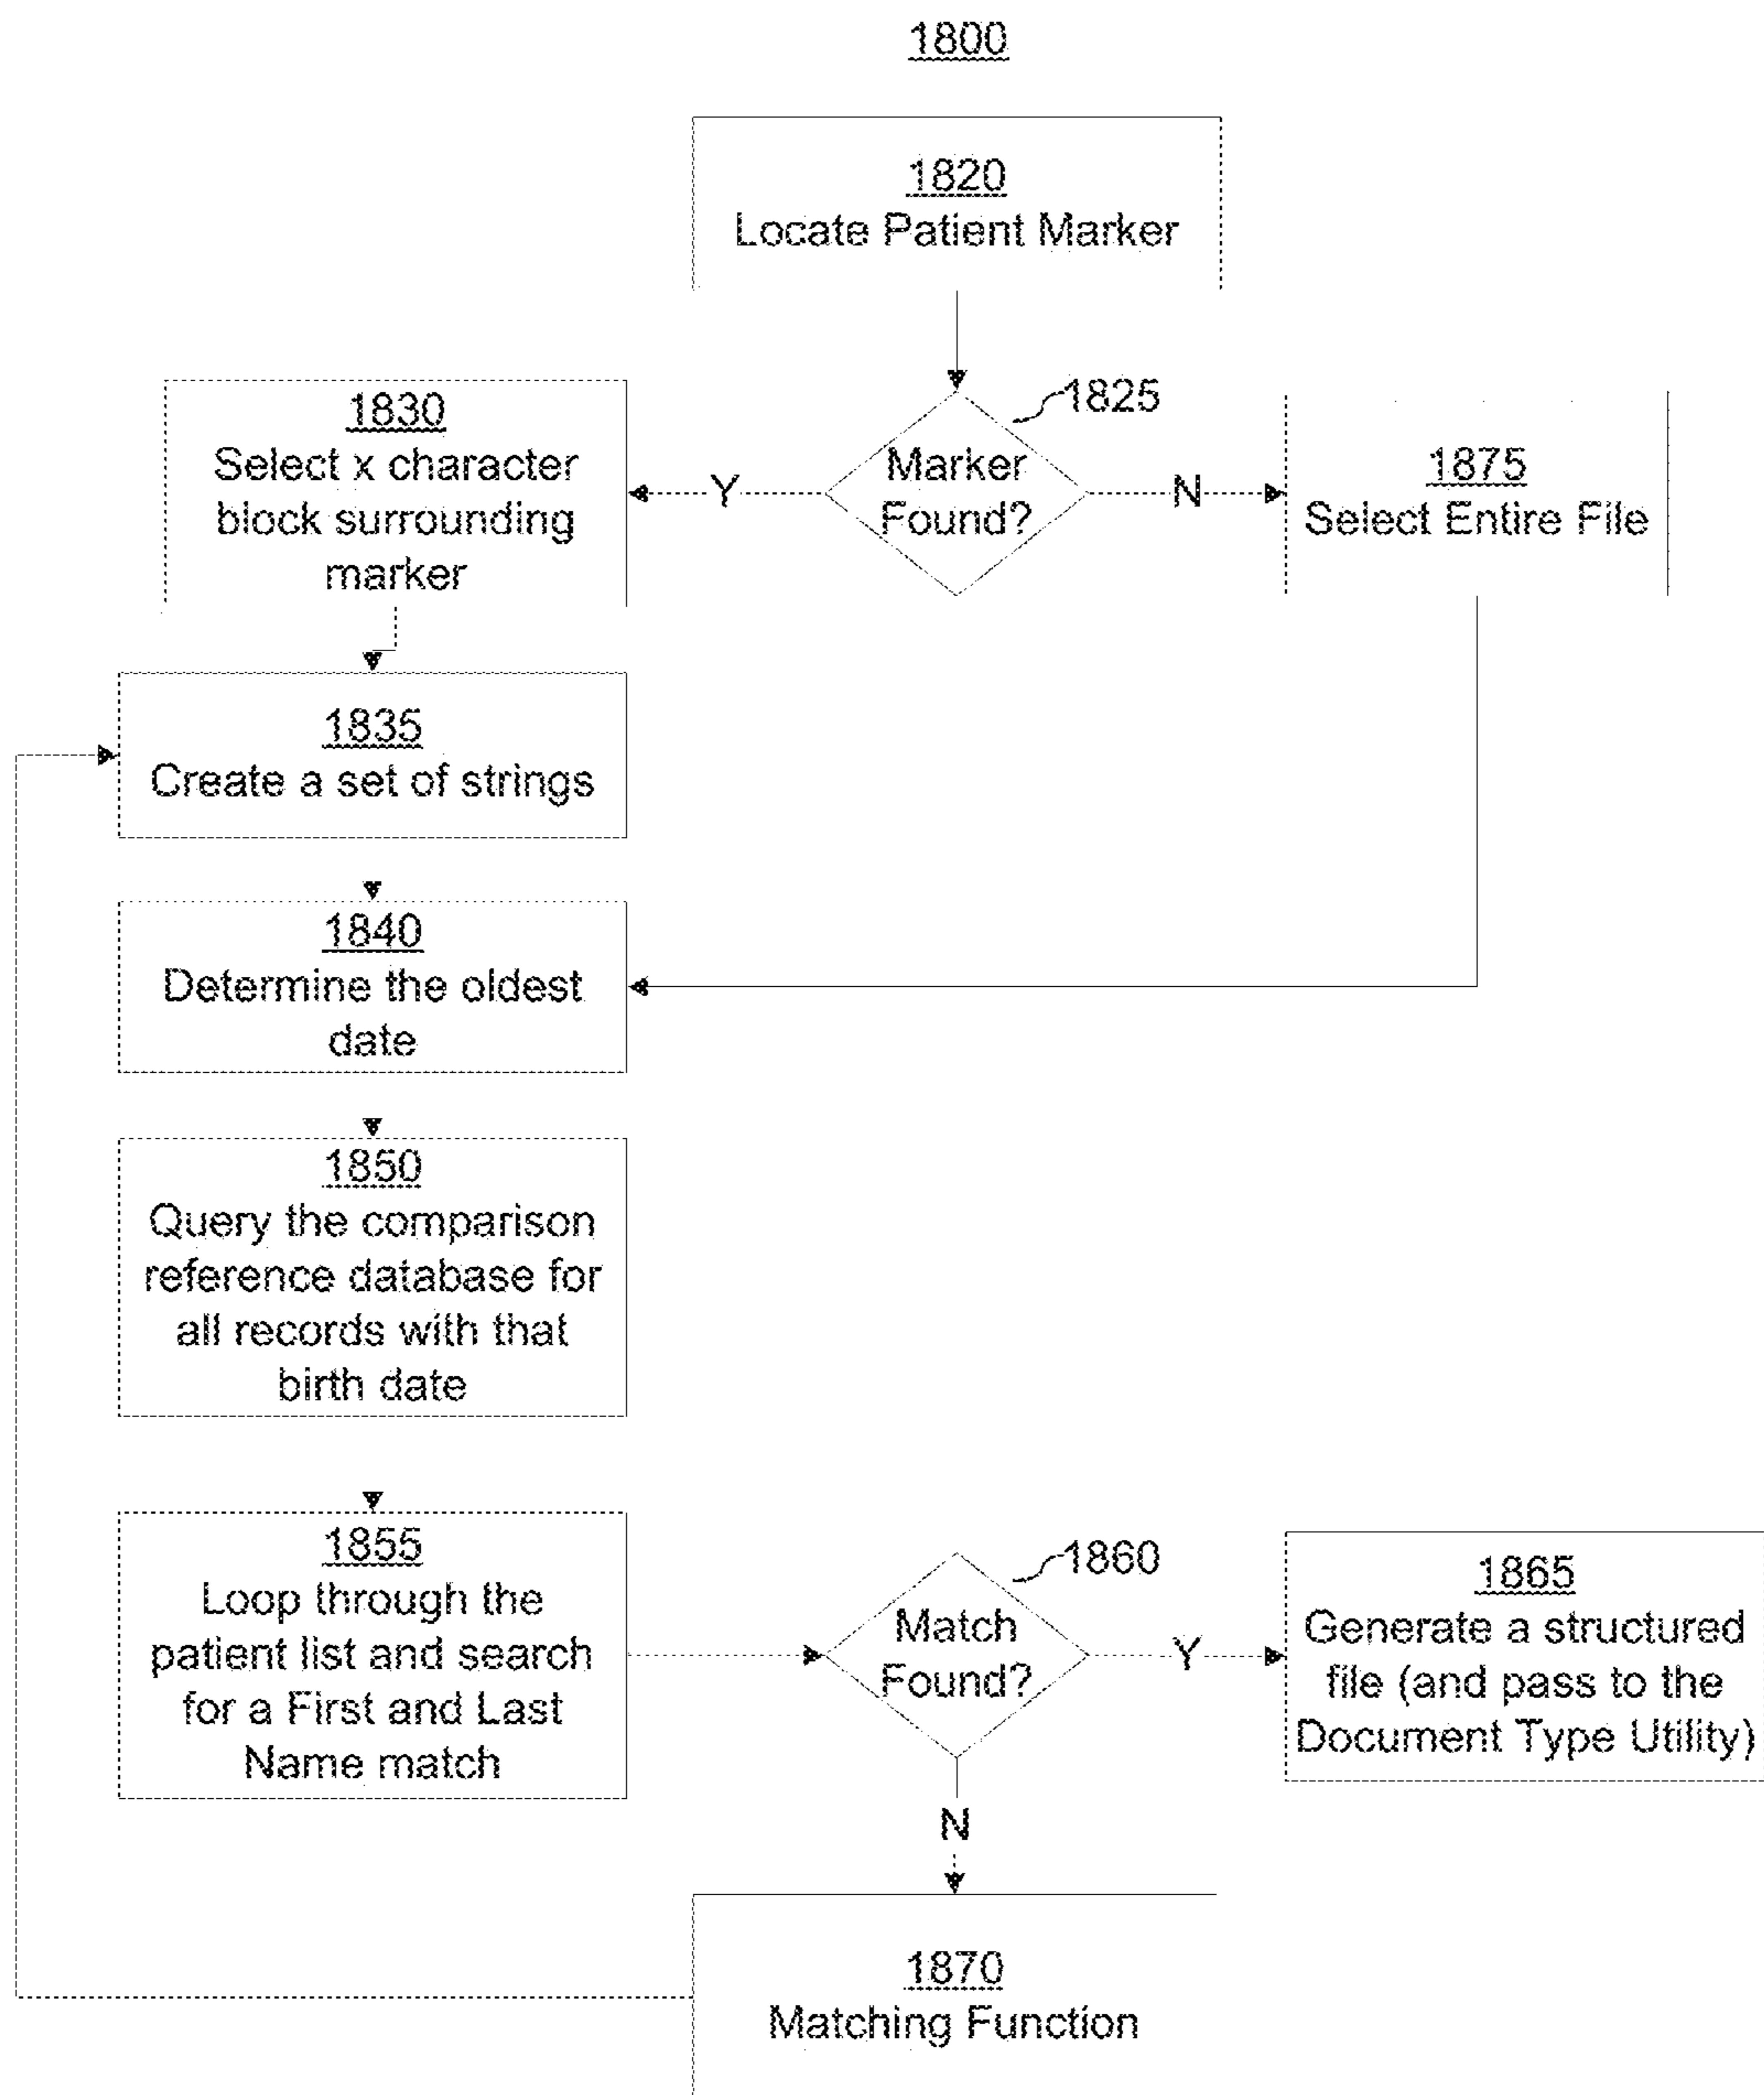 1800
1820
Locate Patient Marker
1825
1830
Select x character
block surrounding
marker
Y
Marker
Found?
N
1875
Select Entire File
1835
Create a set of strings
1840
Determine the oldest
date
1850
Query the comparison
reference database for
all records with that
birth date
1855
Loop through the
patient list and search
for a First and Last
Name match
1860
Match
Found?
Y
1865
Generate a structured
file (and pass to the
Document Type Utility)
N
1870
Matching Function